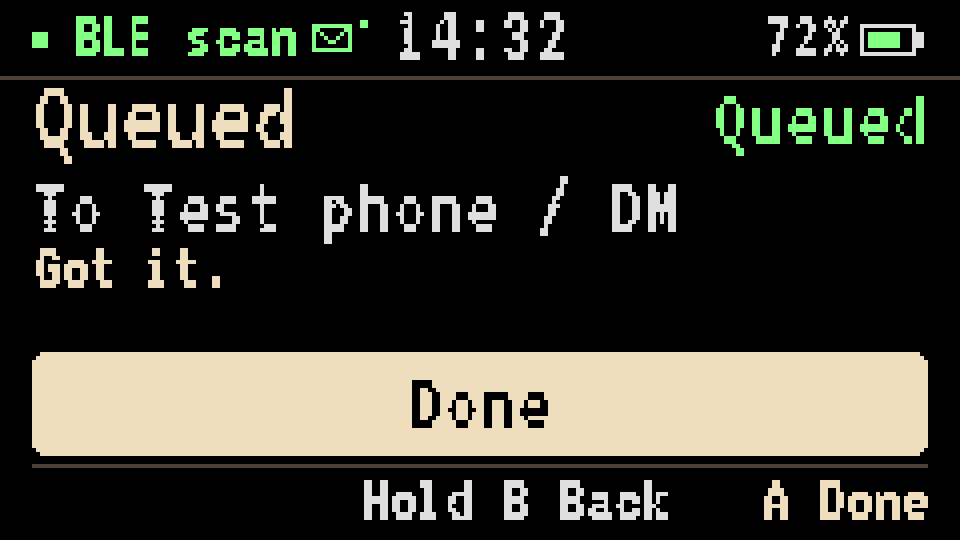 BLE scan 14:32 72%
Queued Queued
To Test phone / DM
Got it.
Done
Hold B Back A Done